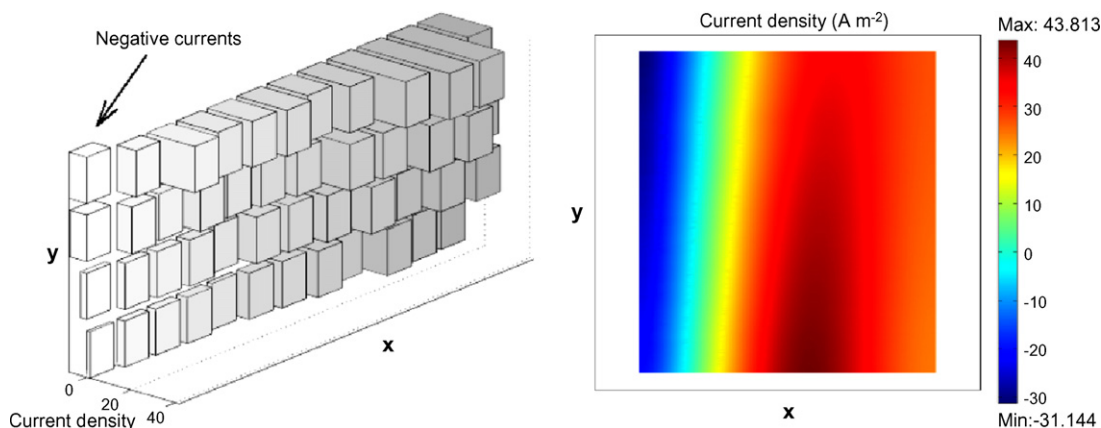 Negative currents
y
x
0
20
40
Current density
Current density (A m⁻²)
y
x
Max: 43.813
40
30
20
10
0
-10
-20
-30
Min:-31.144